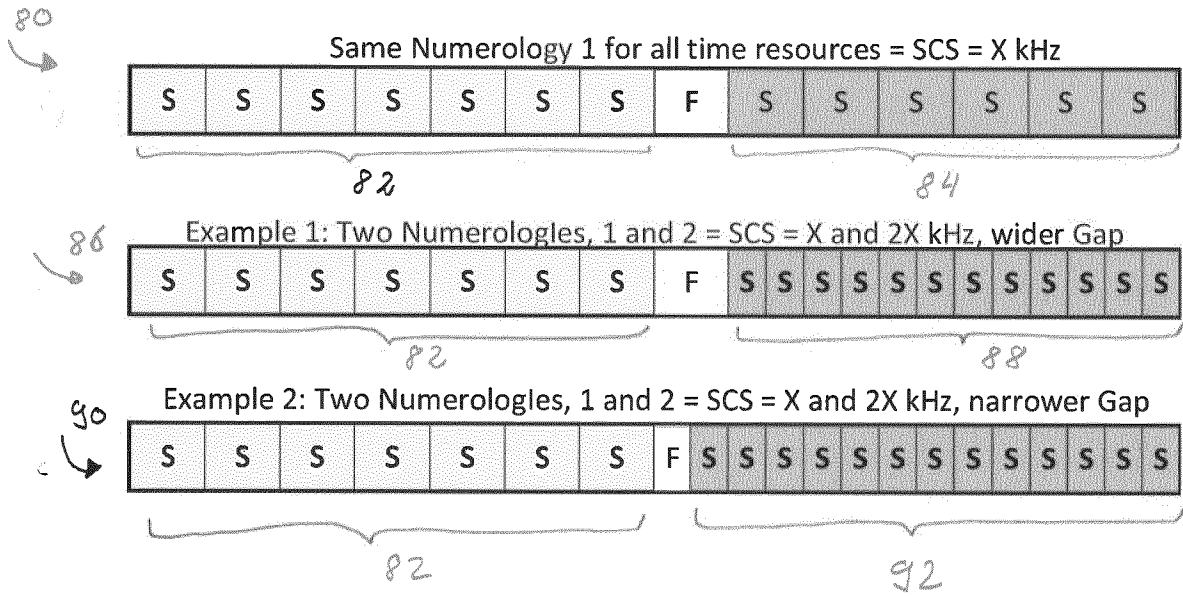 80
Same Numerology 1 for all time resources = SCS = X kHz
S S S S S S S F S S S S S S
82 84
86
Example 1: Two Numerologies, 1 and 2 = SCS = X and 2X kHz, wider Gap
S S S S S S S F S S S S S S S S S S S S
82 88
90
Example 2: Two Numerologies, 1 and 2 = SCS = X and 2X kHz, narrower Gap
S S S S S S S F S S S S S S S S S S S S S
82 92